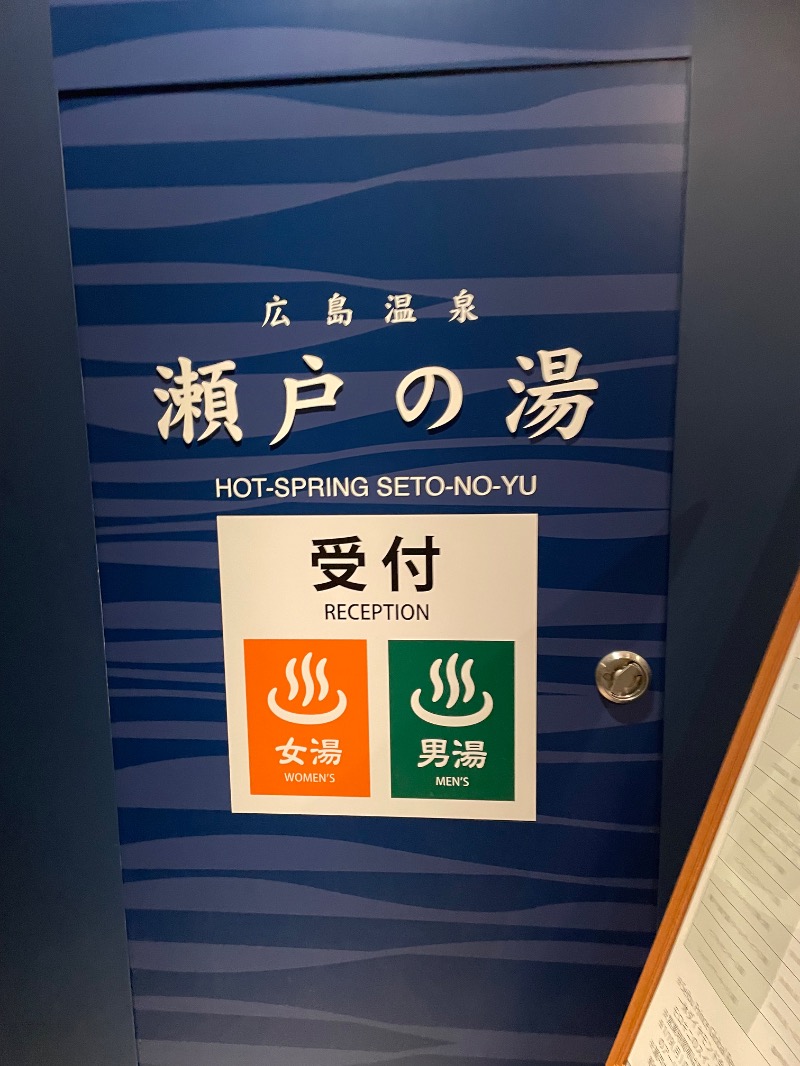 広島温泉
瀬戸の湯
HOT-SPRING SETO-NO-YU
受付
RECEPTION
女湯
WOMEN'S
男湯
MEN'S